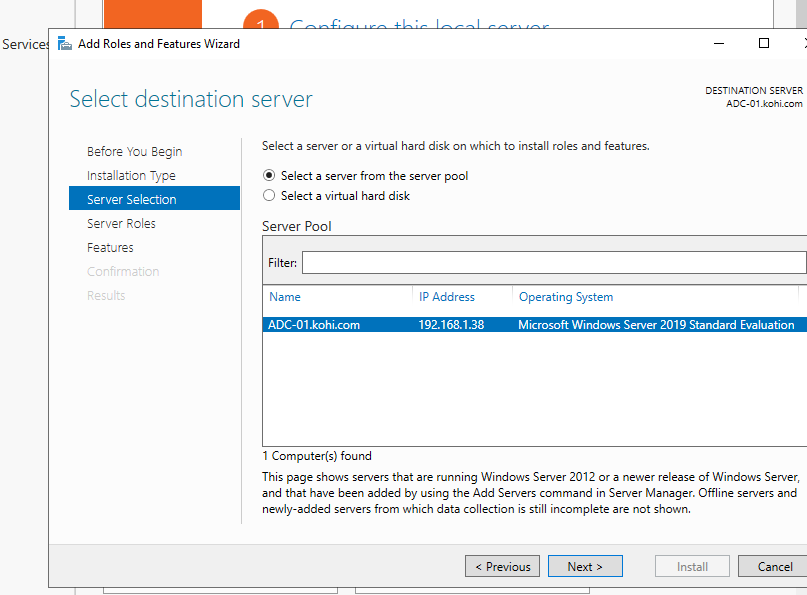 1 Configure this local server
Services
Add Roles and Features Wizard
Select destination server
DESTINATION SERVER
ADC-01.kohi.com
Before You Begin
Installation Type
Server Selection
Server Roles
Features
Confirmation
Results
Select a server or a virtual hard disk on which to install roles and features.
Select a server from the server pool
Select a virtual hard disk
Server Pool
Filter:
Name IP Address Operating System
ADC-01.kohi.com 192.168.1.38 Microsoft Windows Server 2019 Standard Evaluation
1 Computer(s) found
This page shows servers that are running Windows Server 2012 or a newer release of Windows Server,
and that have been added by using the Add Servers command in Server Manager. Offline servers and
newly-added servers from which data collection is still incomplete are not shown.
< Previous Next > Install Cancel